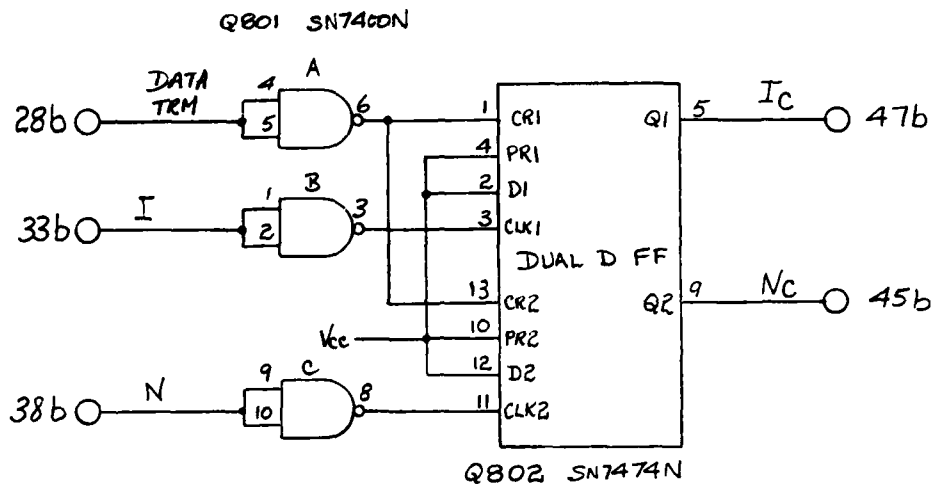 Q801 SN7400N
DATA
TRM
A
4
5
6
28b
1
CR1
Q1
5
Ic
47b
4
PR1
2
D1
I
B
1
2
3
33b
3
CLK1
DUAL D FF
13
CR2
Q2
9
Nc
45b
Vcc
10
PR2
12
D2
N
C
9
10
8
38b
11
CLK2
Q802 SN7474N